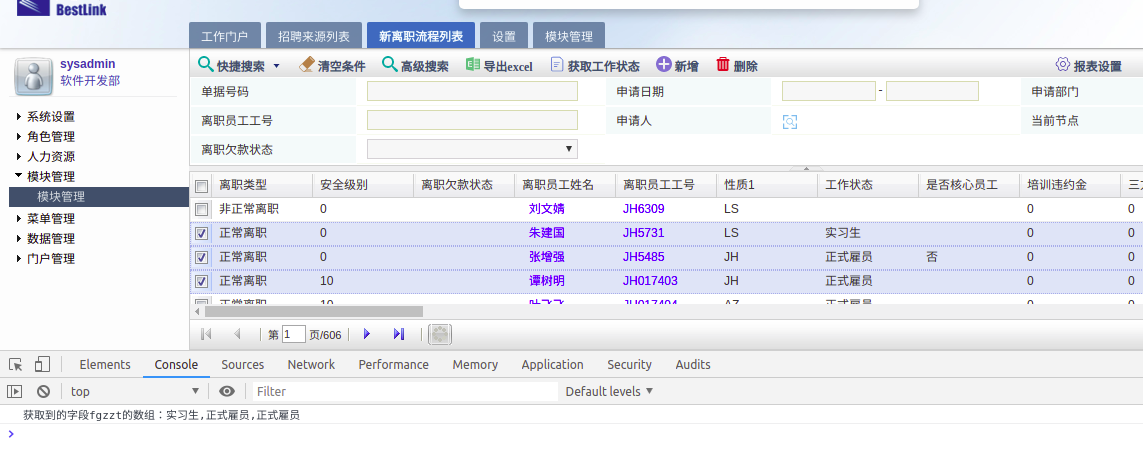 BestLink
工作门户 招聘来源列表 新离职流程列表 设置 模块管理
sysadmin
软件开发部
系统设置
角色管理
人力资源
模块管理
模块管理
菜单管理
数据管理
门户管理
快捷搜索 清空条件 高级搜索 导出excel 获取工作状态 新增 删除 报表设置
单据号码 申请日期 - 申请部门
离职员工工号 申请人 当前节点
离职欠款状态
离职类型 安全级别 离职欠款状态 离职员工姓名 离职员工工号 性质1 工作状态 是否核心员工 培训违约金
非正常离职 0 刘文婧 JH6309 LS 0 0
正常离职 0 朱建国 JH5731 LS 实习生 0 0
正常离职 0 张增强 JH5485 JH 正式雇员 否 0 0
正常离职 10 谭树明 JH017403 JH 正式雇员 0 0
正常离职 10 JH017404 AZ 正式雇员 0 0
第 1 页/606
Elements Console Sources Network Performance Memory Application Security Audits
top Filter Default levels
获取到的字段fgzzt的数组：实习生,正式雇员,正式雇员